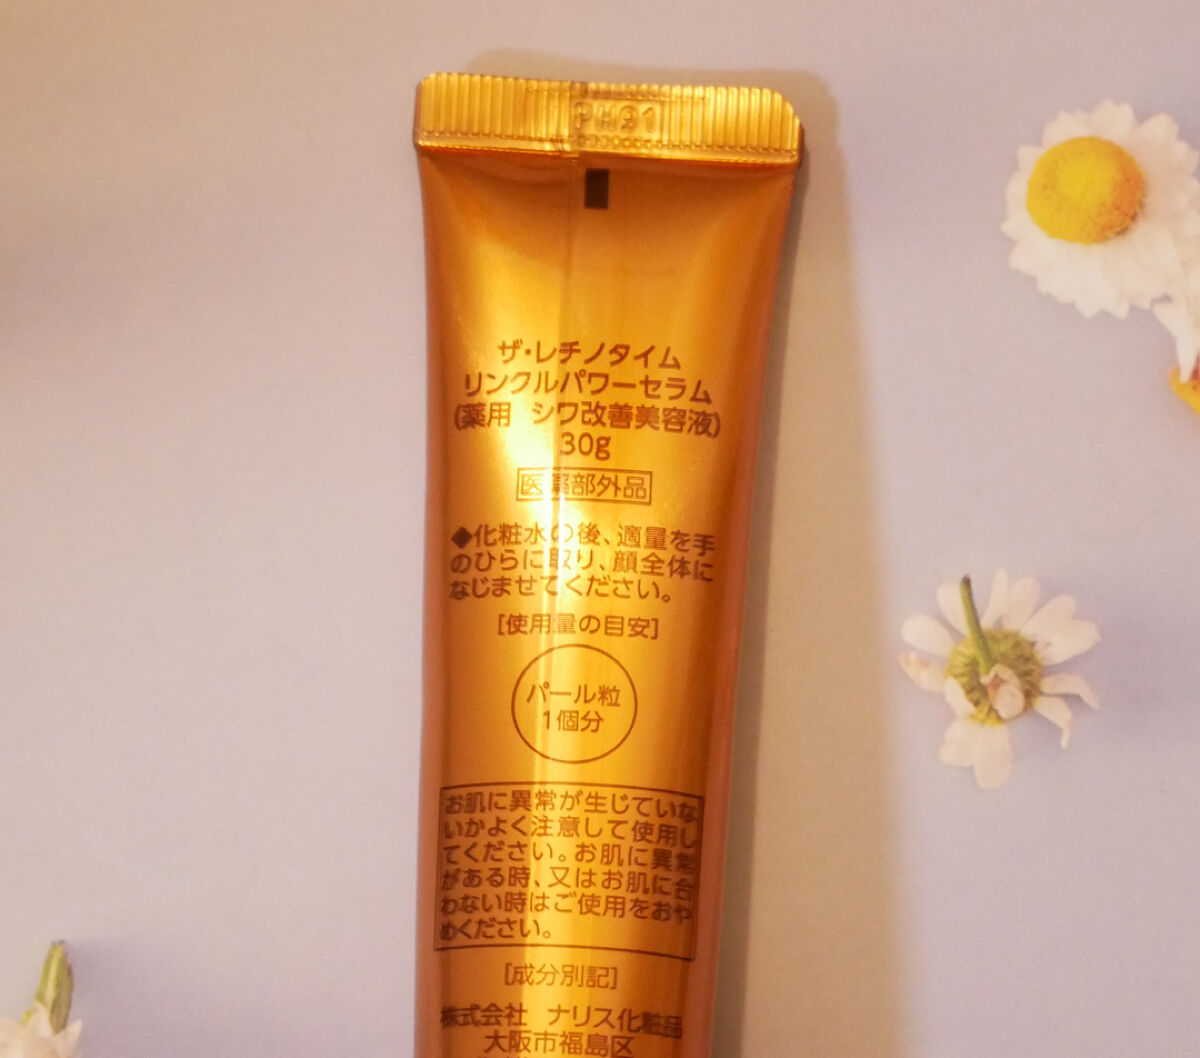 PH91
ザ・レチノタイム
リンクルパワーセラム
(薬用 シワ改善美容液)
30g
医薬部外品
◆化粧水の後、適量を手
のひらに取り、顔全体に
なじませてください。
[使用量の目安]
パール粒
1個分
お肌に異常が生じていな
いかよく注意して使用し
てください。お肌に異常
がある時、又はお肌に合
わない時はご使用をおや
めください。
[成分別記]
株式会社 ナリス化粧品
大阪市福島区